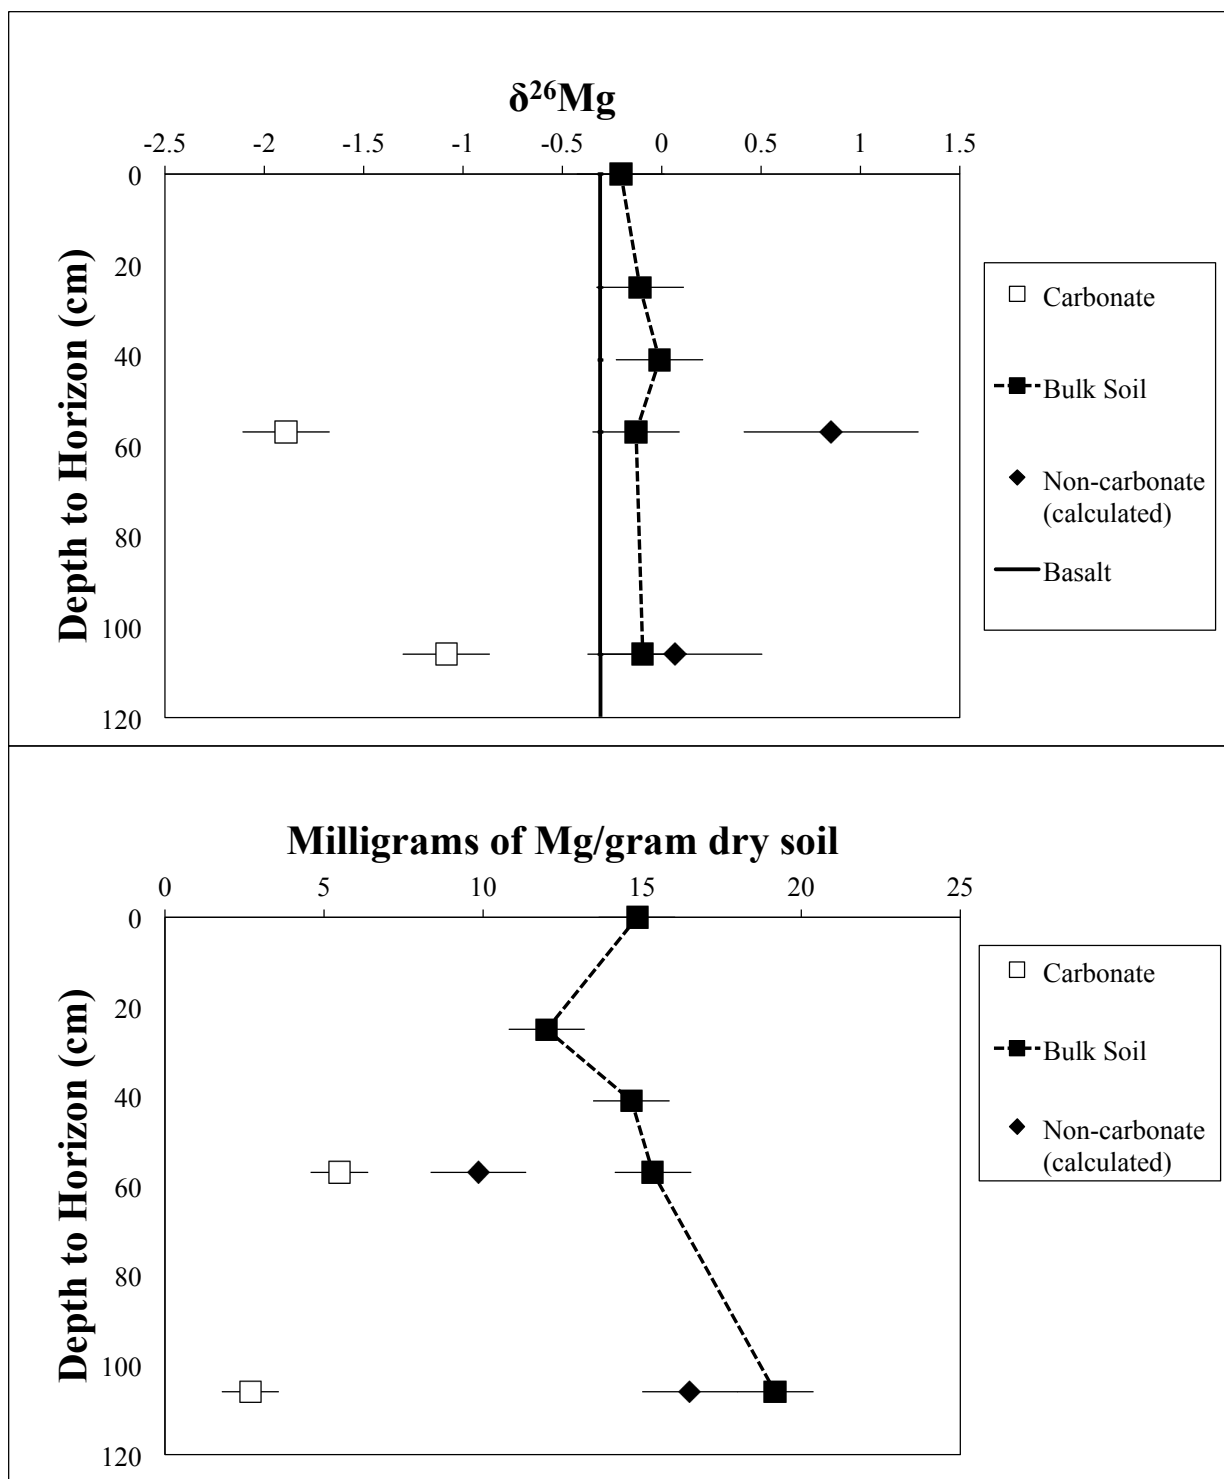 δ²⁶Mg
-2.5 -2 -1.5 -1 -0.5 0 0.5 1 1.5
0
20
40
60
80
100
120
Depth to Horizon (cm)
Carbonate
Bulk Soil
Non-carbonate
(calculated)
Basalt
Milligrams of Mg/gram dry soil
0 5 10 15 20 25
0
20
40
60
80
100
120
Depth to Horizon (cm)
Carbonate
Bulk Soil
Non-carbonate
(calculated)